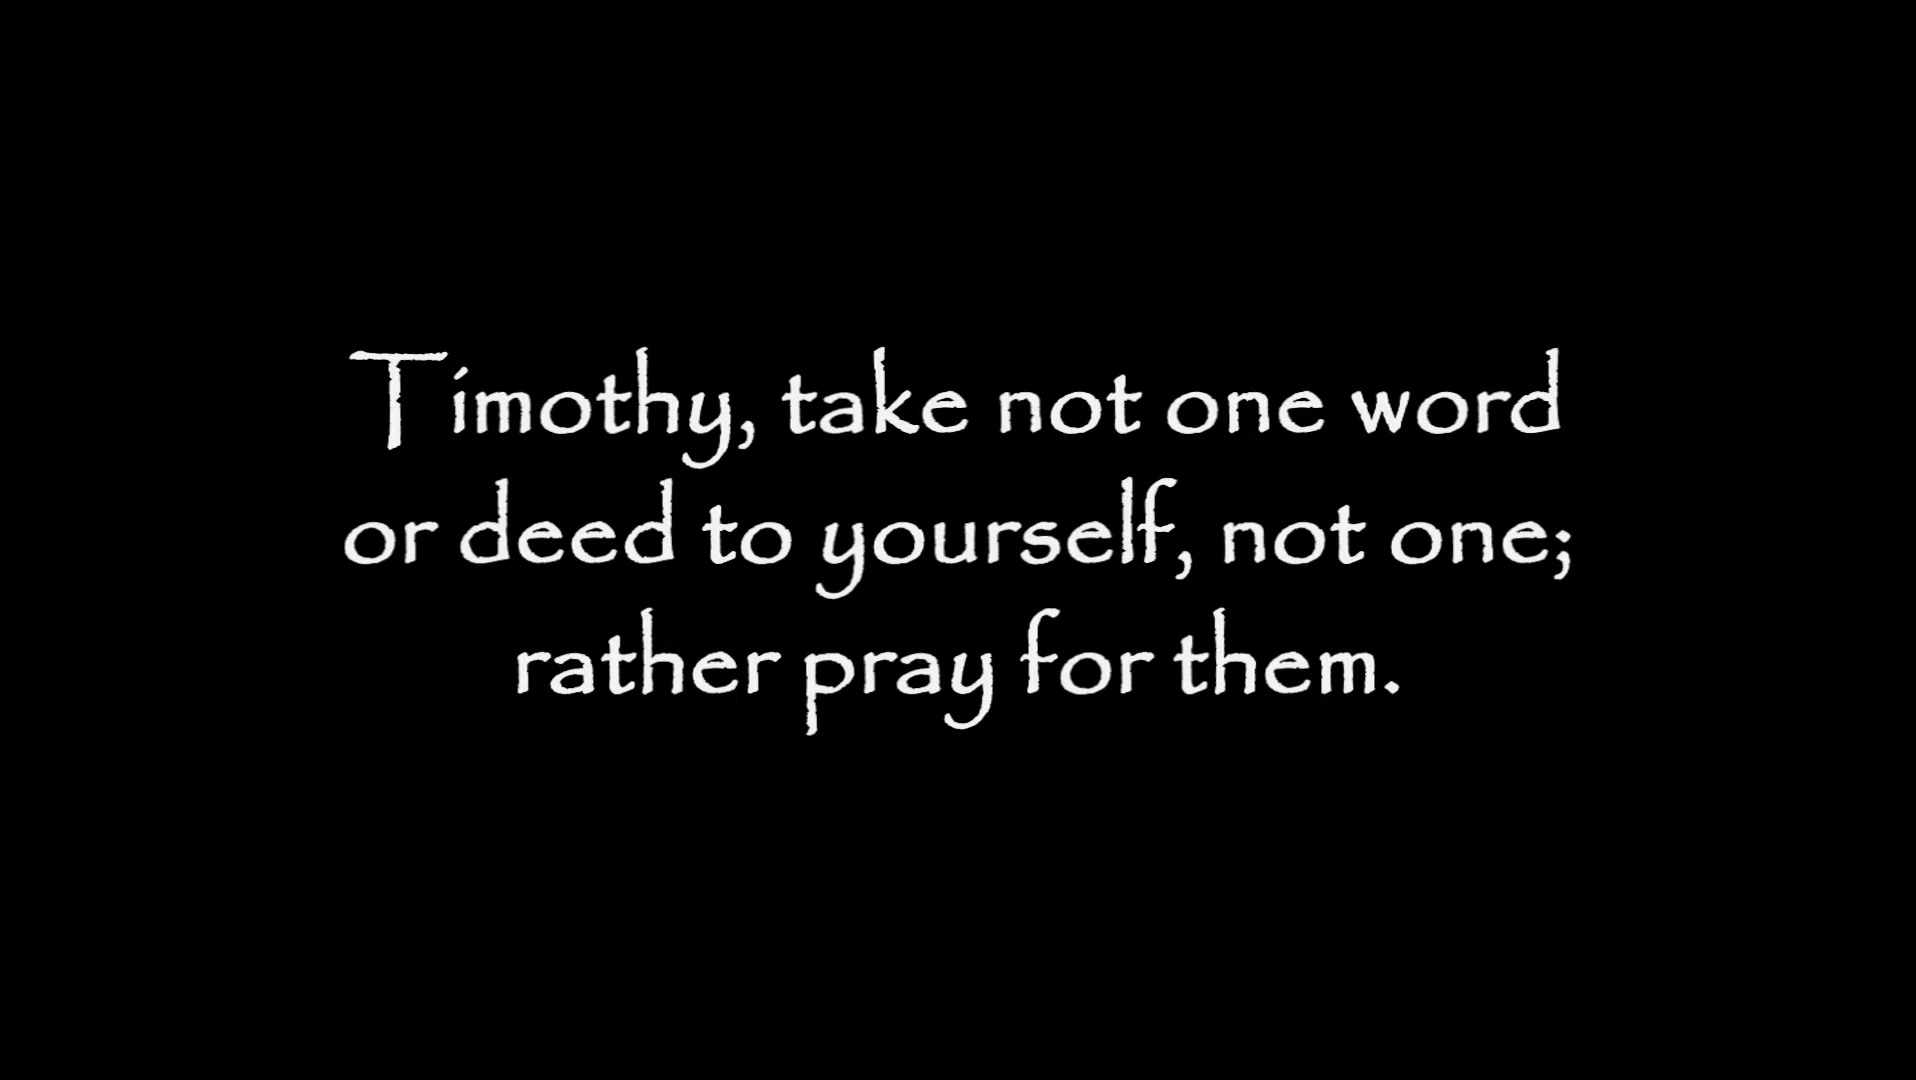 Timothy, take not one word
or deed to yourself, not one;
rather pray for them.